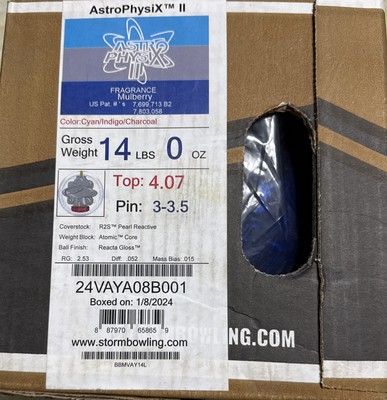 AstroPhysiX™ II
ASTRO
PHYSIX
II
FRAGRANCE
Mulberry
US Pat. #'s 7,699,713 B2
7,803,058
Color:Cyan/Indigo/Charcoal
Gross Weight 14 LBS 0 OZ
Top: 4.07
Pin: 3-3.5
Coverstock: R2S™ Pearl Reactive
Weight Block: Atomic™ Core
Ball Finish: Reacta Gloss™
RG: 2.53 Diff: .052 Mass Bias: .015
24VAYA08B001
Boxed on: 1/8/2024
8 87970 65865 9
www.stormbowling.com
BBMVAY14L
RMBOWLING.COM